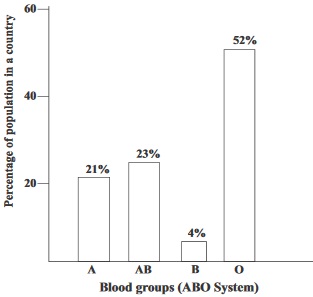 Percentage of population in a country
60
40
20
21%
23%
4%
52%
A AB B O
Blood groups (ABO System)